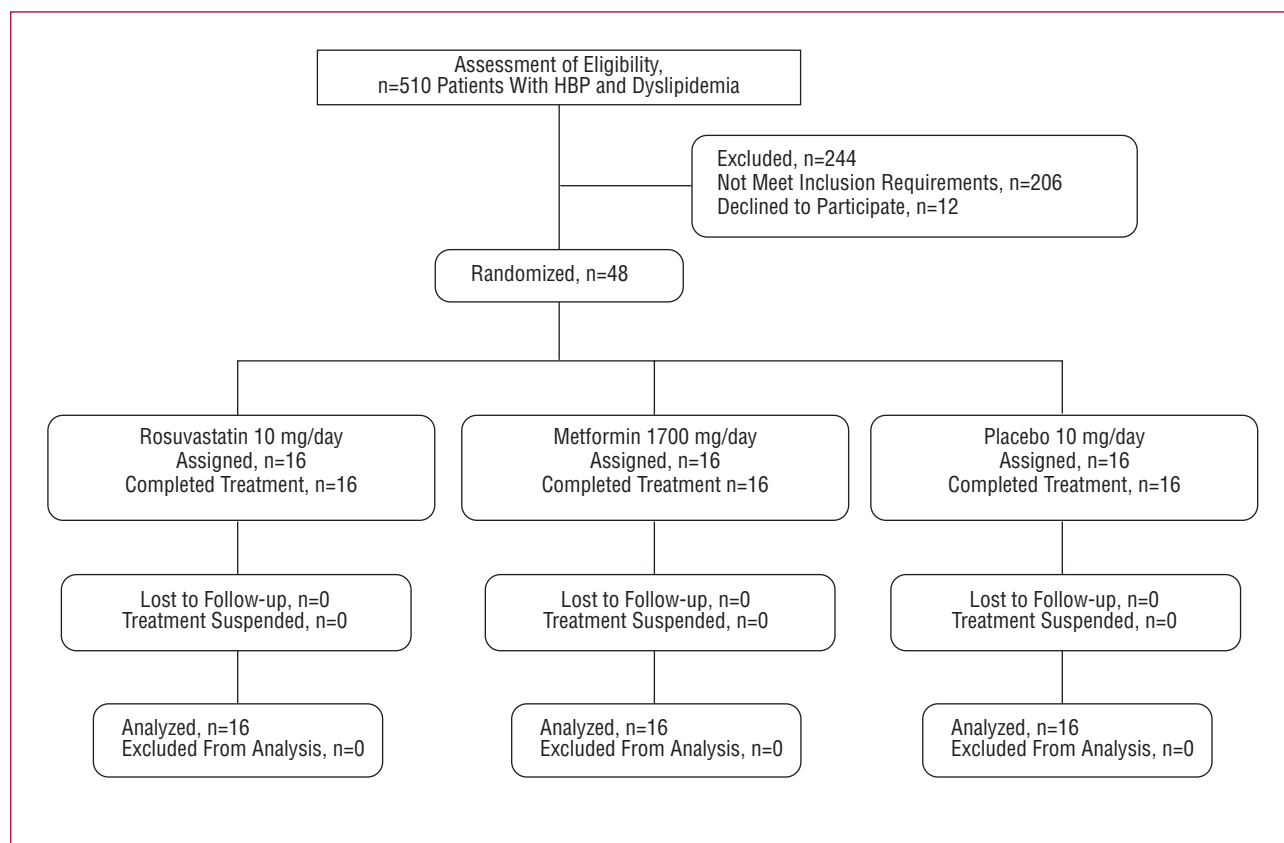 Assessment of Eligibility,
n=510 Patients With HBP and Dyslipidemia
Excluded, n=244
Not Meet Inclusion Requirements, n=206
Declined to Participate, n=12
Randomized, n=48
Rosuvastatin 10 mg/day
Assigned, n=16
Completed Treatment, n=16
Metformin 1700 mg/day
Assigned, n=16
Completed Treatment n=16
Placebo 10 mg/day
Assigned, n=16
Completed Treatment, n=16
Lost to Follow-up, n=0
Treatment Suspended, n=0
Lost to Follow-up, n=0
Treatment Suspended, n=0
Lost to Follow-up, n=0
Treatment Suspended, n=0
Analyzed, n=16
Excluded From Analysis, n=0
Analyzed, n=16
Excluded From Analysis, n=0
Analyzed, n=16
Excluded From Analysis, n=0